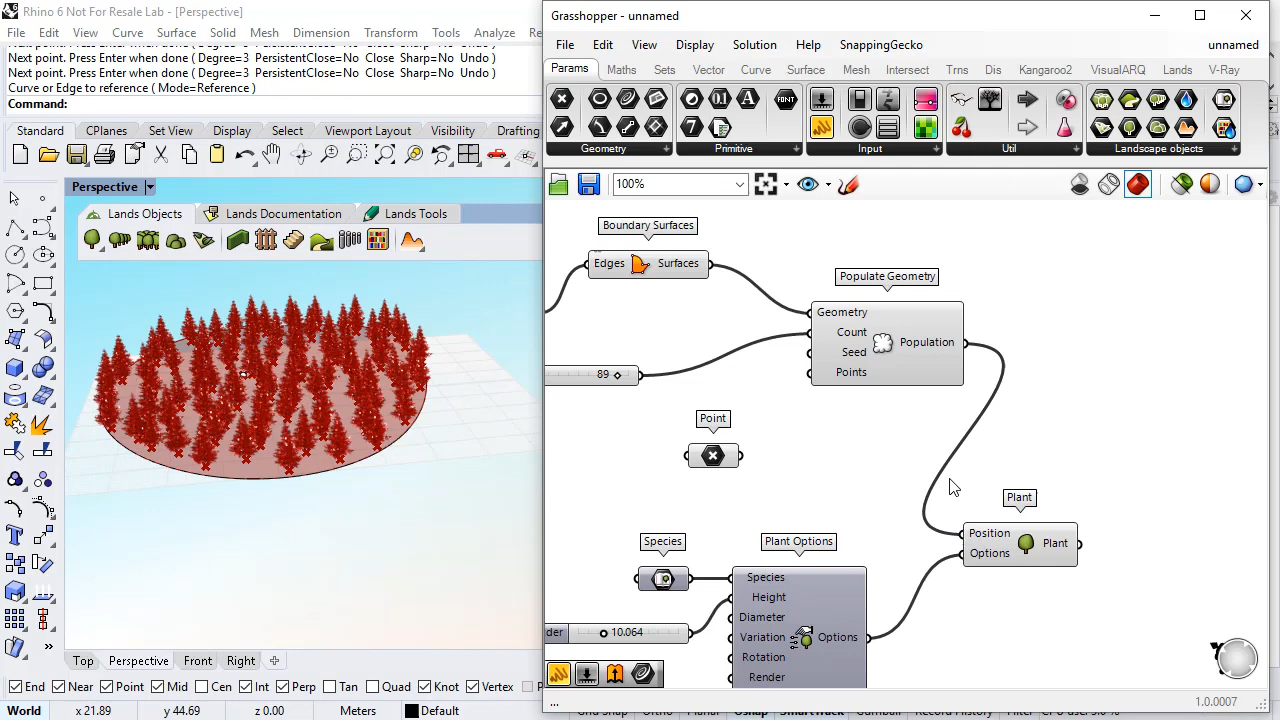 Rhino 6 Not For Resale Lab - [Perspective]
File Edit View Curve Surface Solid Mesh Dimension Transform Tools Analyze Re
Next point. Press Enter when done ( Degree=3 PersistentClose=No Close Sharp=No Undo )
Next point. Press Enter when done ( Degree=3 PersistentClose=No Close Sharp=No Undo )
Curve or Edge to reference ( Mode=Reference )
Command:
Standard CPlanes Set View Display Select Viewport Layout Visibility Drafting
Perspective
Lands Objects Lands Documentation Lands Tools
Top Perspective Front Right
End Near Point Mid Cen Int Perp Tan Quad Knot Vertex
World x 21.89 y 44.69 z 0.00 Meters Default
Grasshopper - unnamed
File Edit View Display Solution Help SnappingGecko unnamed
Params Maths Sets Vector Curve Surface Mesh Intersect Trns Dis Kangaroo2 VisualARQ Lands V-Ray
Geometry Primitive Input Util Landscape objects
100%
Boundary Surfaces
Edges Surfaces
Populate Geometry
Geometry
Count
Seed
Points
Population
89
Point
Species
Plant Options
Plant
Position
Options
Plant
Species
Height
Diameter
Variation
Rotation
Render
Options
der 10.064
... 1.0.0007